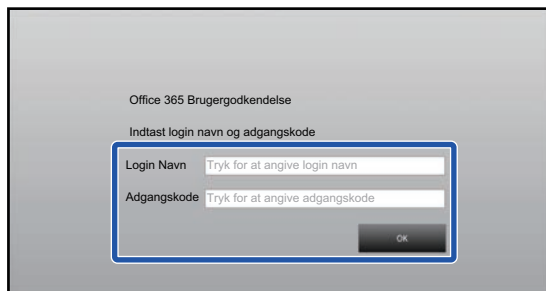 Office 365 Brugergodkendelse
Indtast login navn og adgangskode
Login Navn Tryk for at angive login navn
Adgangskode Tryk for at angive adgangskode
OK